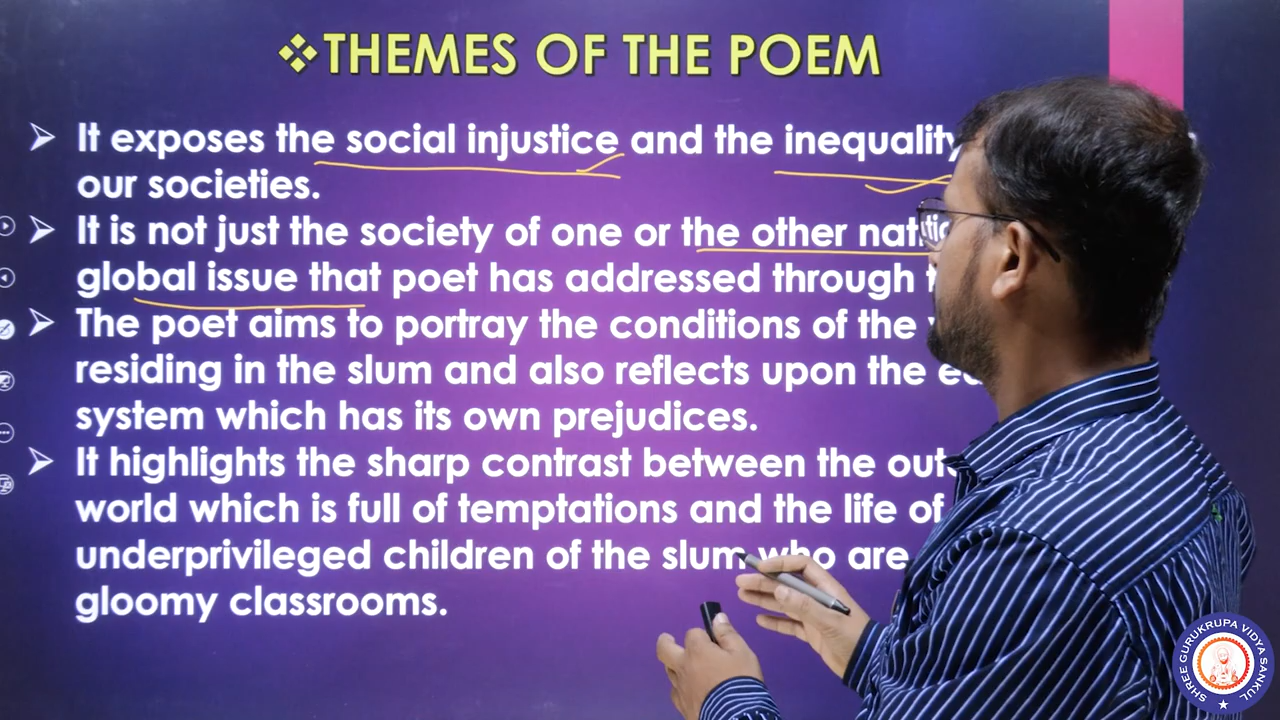 ❖THEMES OF THE POEM
➢ It exposes the social injustice and the inequality
our societies.
➢ It is not just the society of one or the other
global issue that poet has addressed through
➢ The poet aims to portray the conditions of the
residing in the slum and also reflects upon the
system which has its own prejudices.
➢ It highlights the sharp contrast between the
world which is full of temptations and the life of
underprivileged children of the slum who are
gloomy classrooms.
SHREE GURUKRUPA VIDYA SANKUL